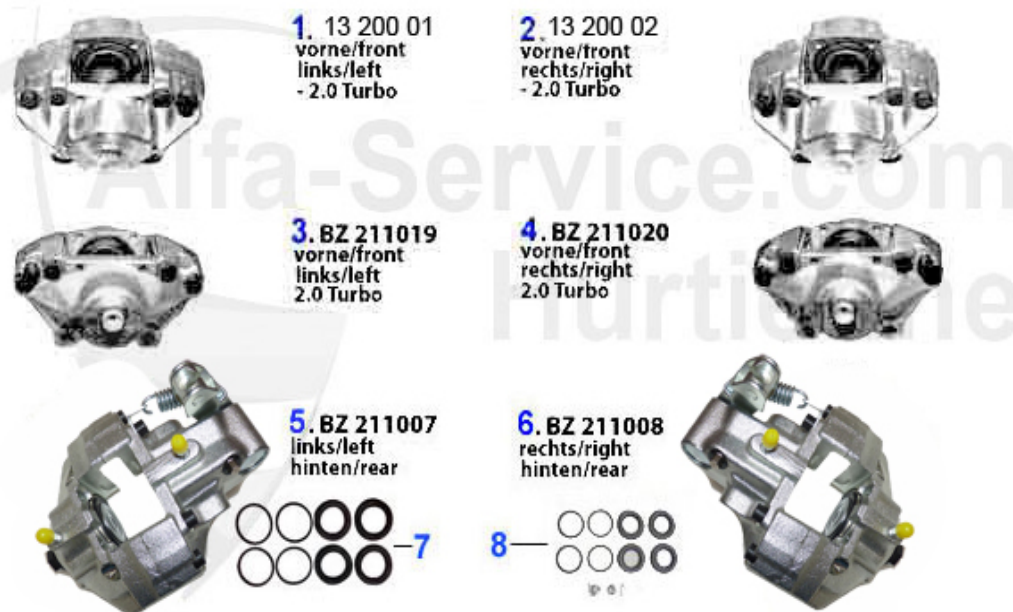 1. 13 200 01
vorne/front
links/left
- 2.0 Turbo
2. 13 200 02
vorne/front
rechts/right
- 2.0 Turbo
Alfa-Service.com
3. BZ 211019
vorne/front
links/left
2.0 Turbo
4. BZ 211020
vorne/front
rechts/right
2.0 Turbo
5. BZ 211007
links/left
hinten/rear
6. BZ 211008
rechts/right
hinten/rear
7
8